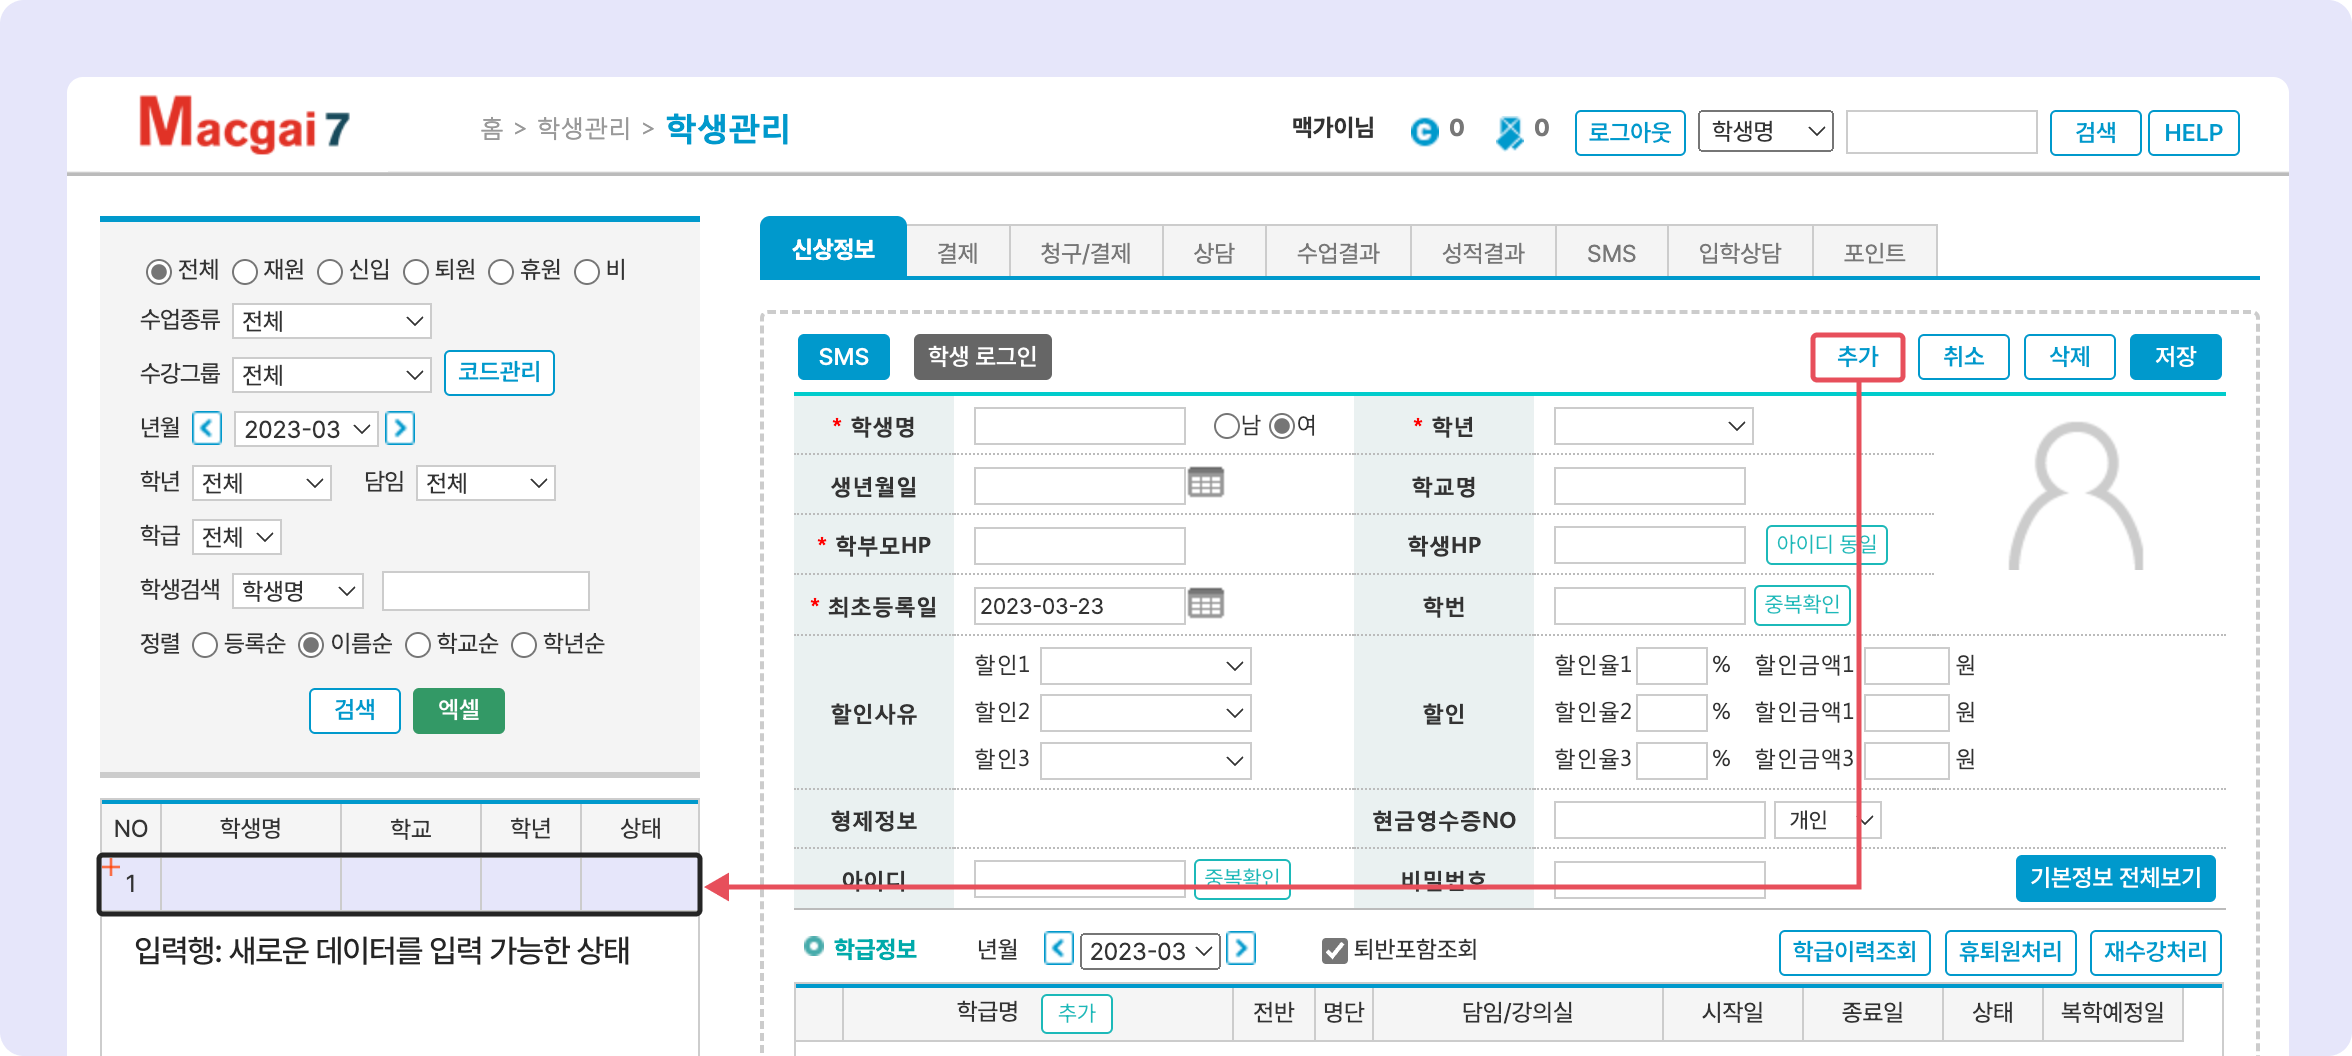 Macgai 7
홈 > 학생관리 > 학생관리
맥가이님 0 0 로그아웃 학생명 검색 HELP
전체 재원 신입 퇴원 휴원 비
수업종류 전체
수강그룹 전체 코드관리
년월 2023-03
학년 전체 담임 전체
학급 전체
학생검색 학생명
정렬 등록순 이름순 학교순 학년순
검색 엑셀
NO 학생명 학교 학년 상태
1
입력행: 새로운 데이터를 입력 가능한 상태
신상정보 결제 청구/결제 상담 수업결과 성적결과 SMS 입학상담 포인트
SMS 학생 로그인 추가 취소 삭제 저장
* 학생명 남 여 * 학년
생년월일 학교명
* 학부모HP 학생HP 아이디 동일
* 최초등록일 2023-03-23 학번 중복확인
할인사유 할인1 할인 할인율1 % 할인금액1 원
할인2 할인율2 % 할인금액1 원
할인3 할인율3 % 할인금액3 원
형제정보 현금영수증NO 개인
아이디 중복확인 비밀번호 기본정보 전체보기
학급정보 년월 2023-03 퇴반포함조회 학급이력조회 휴퇴원처리 재수강처리
학급명 추가 전반 명단 담임/강의실 시작일 종료일 상태 복학예정일